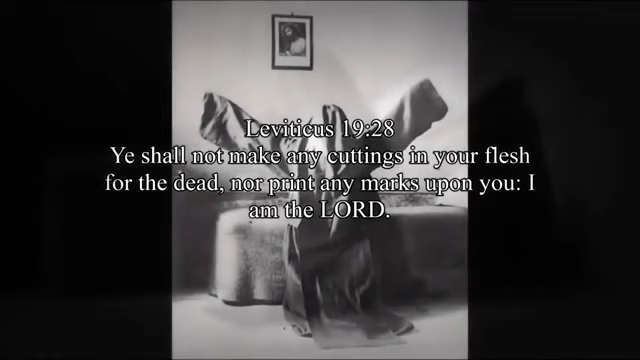 Leviticus 19:28
Ye shall not make any cuttings in your flesh
for the dead, nor print any marks upon you: I
am the LORD.